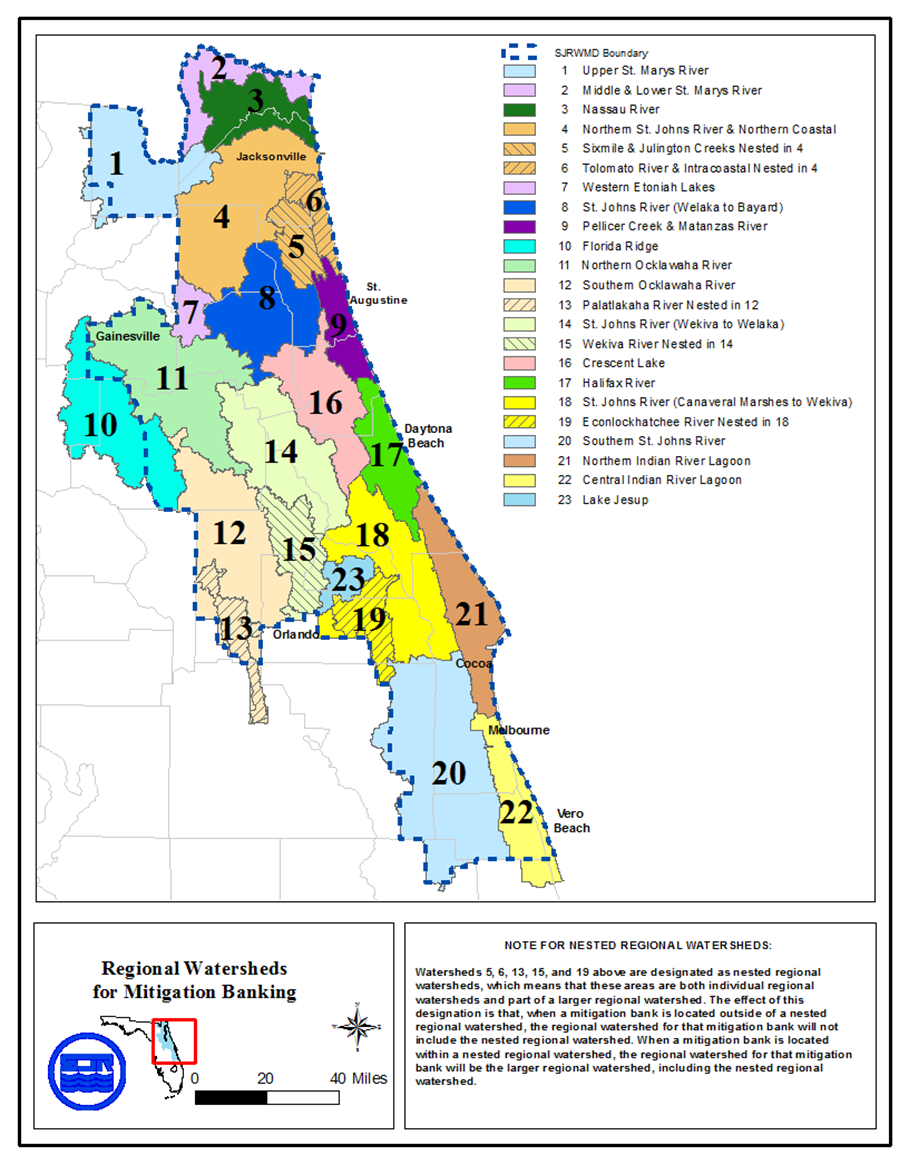 SJRWMD Boundary
1 Upper St. Marys River
2 Middle & Lower St. Marys River
3 Nassau River
4 Northern St. Johns River & Northern Coastal
5 Sixmile & Julington Creeks Nested in 4
6 Tolomato River & Intracoastal Nested in 4
7 Western Etoniah Lakes
8 St. Johns River (Welaka to Bayard)
9 Pellicer Creek & Matanzas River
10 Florida Ridge
11 Northern Ocklawaha River
12 Southern Ocklawaha River
13 Palatlakaha River Nested in 12
14 St. Johns River (Wekiva to Welaka)
15 Wekiva River Nested in 14
16 Crescent Lake
17 Halifax River
18 St. Johns River (Canaveral Marshes to Wekiva)
19 Econlockhatchee River Nested in 18
20 Southern St. Johns River
21 Northern Indian River Lagoon
22 Central Indian River Lagoon
23 Lake Jesup
2
3
1
Jacksonville
4
6
5
St.
Augustine
8
7
9
Gainesville
11
16
10
Daytona
Beach
14
17
12
18
15
23
19
21
13
Orlando
Cocoa
Melbourne
20
22
Vero
Beach
Regional Watersheds
for Mitigation Banking
0 20 40 Miles
NOTE FOR NESTED REGIONAL WATERSHEDS:
Watersheds 5, 6, 13, 15, and 19 above are designated as nested regional
watersheds, which means that these areas are both individual regional
watersheds and part of a larger regional watershed. The effect of this
designation is that, when a mitigation bank is located outside of a nested
regional watershed, the regional watershed for that mitigation bank will not
include the nested regional watershed. When a mitigation bank is located
within a nested regional watershed, the regional watershed for that mitigation
bank will be the larger regional watershed, including the nested regional
watershed.